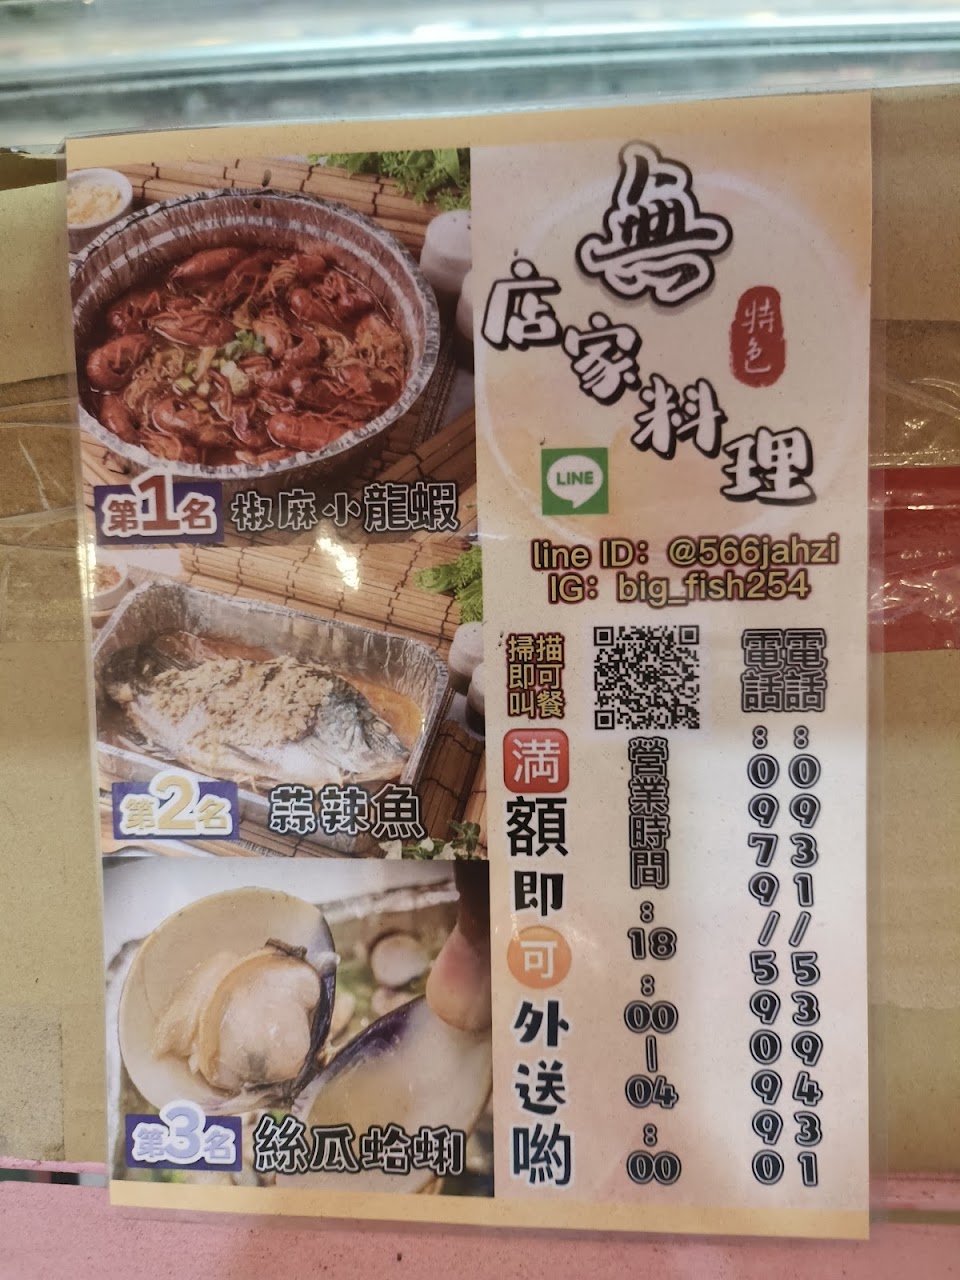 無
店家料理
特色
LINE
line ID：@566jahzi
IG：big_fish254
第1名 椒麻小龍蝦
第2名 蒜辣魚
第3名 絲瓜蛤蜊
掃描
即可
叫餐
滿額即可外送喲
營業時間：18：00—04：00
電話：0931/539431
電話：0979/590990